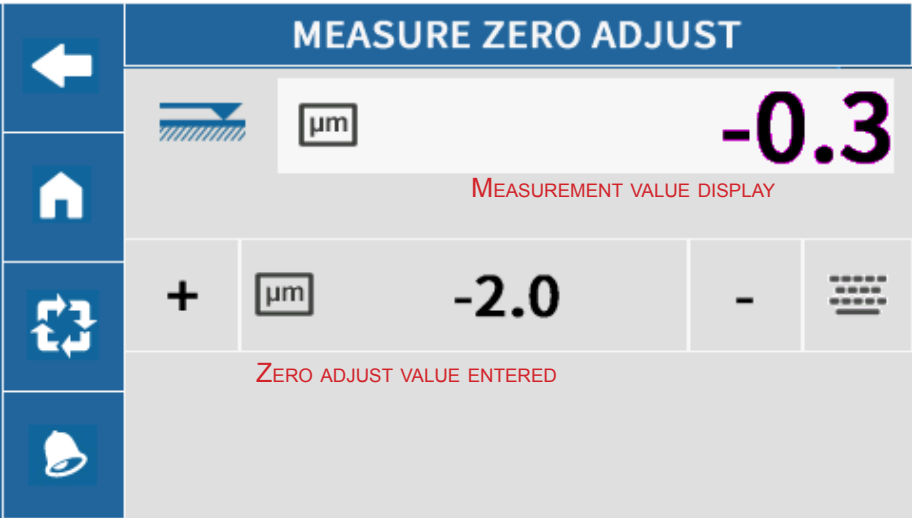 MEASURE ZERO ADJUST
µm -0.3
MEASUREMENT VALUE DISPLAY
+ µm -2.0 -
ZERO ADJUST VALUE ENTERED